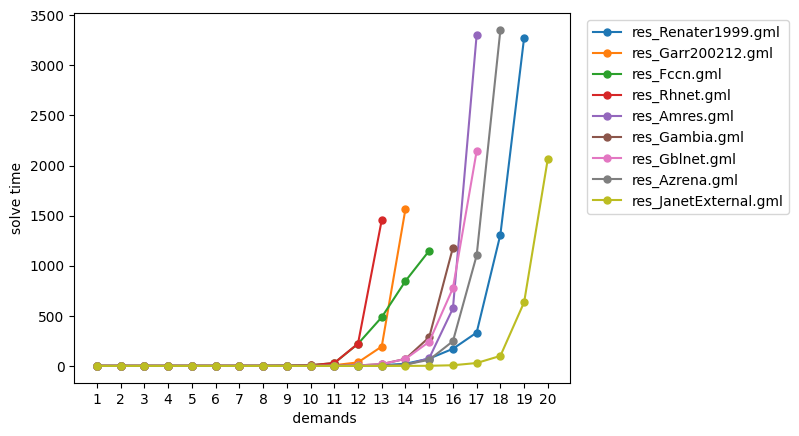 3500
3000
2500
2000
1500
1000
500
0
solve time
1 2 3 4 5 6 7 8 9 10 11 12 13 14 15 16 17 18 19 20
demands
res_Renater1999.gml
res_Garr200212.gml
res_Fccn.gml
res_Rhnet.gml
res_Amres.gml
res_Gambia.gml
res_Gblnet.gml
res_Azrena.gml
res_JanetExternal.gml